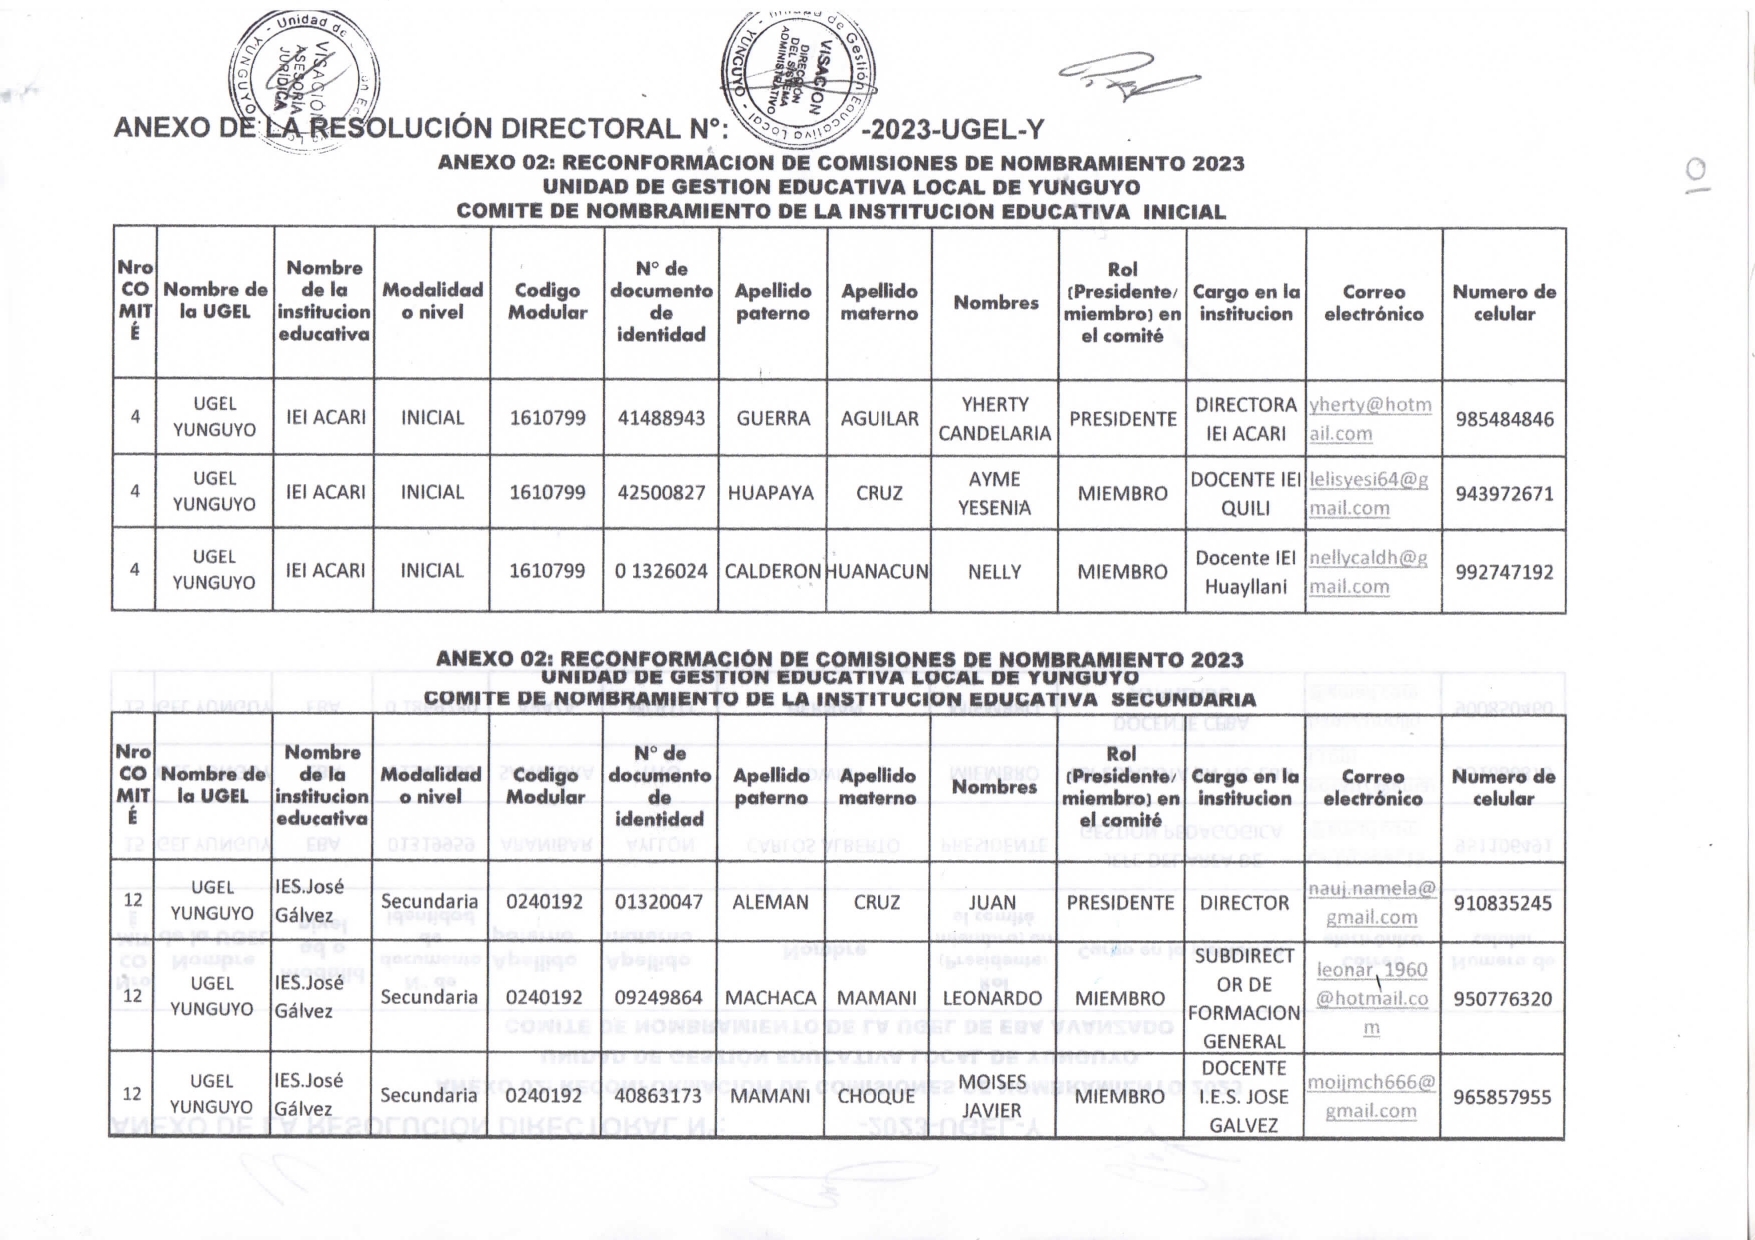 Unidad de
YUNGUYO
VISACIÓN
ASESORÍA
JURÍDICA
Unidad de Gestión Educativa Local
YUNGUYO
VISACION
DIRECCIÓN
DEL SISTEMA
ADMINISTRATIVO
ANEXO DE LA RESOLUCIÓN DIRECTORAL N°: -2023-UGEL-Y
10
ANEXO 02: RECONFORMACION DE COMISIONES DE NOMBRAMIENTO 2023
UNIDAD DE GESTION EDUCATIVA LOCAL DE YUNGUYO
COMITE DE NOMBRAMIENTO DE LA INSTITUCION EDUCATIVA INICIAL
Nro COMITÉ Nombre de la UGEL Nombre de la institucion educativa Modalidad o nivel Codigo Modular N° de documento de identidad Apellido paterno Apellido materno Nombres Rol (Presidente/ miembro) en el comité Cargo en la institucion Correo electrónico Numero de celular
4 UGEL YUNGUYO IEI ACARI INICIAL 1610799 41488943 GUERRA AGUILAR YHERTY CANDELARIA PRESIDENTE DIRECTORA IEI ACARI yherty@hotmail.com 985484846
4 UGEL YUNGUYO IEI ACARI INICIAL 1610799 42500827 HUAPAYA CRUZ AYME YESENIA MIEMBRO DOCENTE IEI QUILI lelisyesi64@gmail.com 943972671
4 UGEL YUNGUYO IEI ACARI INICIAL 1610799 0 1326024 CALDERON HUANACUN NELLY MIEMBRO Docente IEI Huayllani nellycaldh@gmail.com 992747192
ANEXO 02: RECONFORMACION DE COMISIONES DE NOMBRAMIENTO 2023
UNIDAD DE GESTION EDUCATIVA LOCAL DE YUNGUYO
COMITE DE NOMBRAMIENTO DE LA INSTITUCION EDUCATIVA SECUNDARIA
Nro COMITÉ Nombre de la UGEL Nombre de la institucion educativa Modalidad o nivel Codigo Modular N° de documento de identidad Apellido paterno Apellido materno Nombres Rol (Presidente/ miembro) en el comité Cargo en la institucion Correo electrónico Numero de celular
12 UGEL YUNGUYO IES.José Gálvez Secundaria 0240192 01320047 ALEMAN CRUZ JUAN PRESIDENTE DIRECTOR nauj.namela@gmail.com 910835245
12 UGEL YUNGUYO IES.José Gálvez Secundaria 0240192 09249864 MACHACA MAMANI LEONARDO MIEMBRO SUBDIRECTOR DE FORMACION GENERAL leonar_1960@hotmail.com 950776320
12 UGEL YUNGUYO IES.José Gálvez Secundaria 0240192 40863173 MAMANI CHOQUE MOISES JAVIER MIEMBRO DOCENTE I.E.S. JOSE GALVEZ moijmch666@gmail.com 965857955